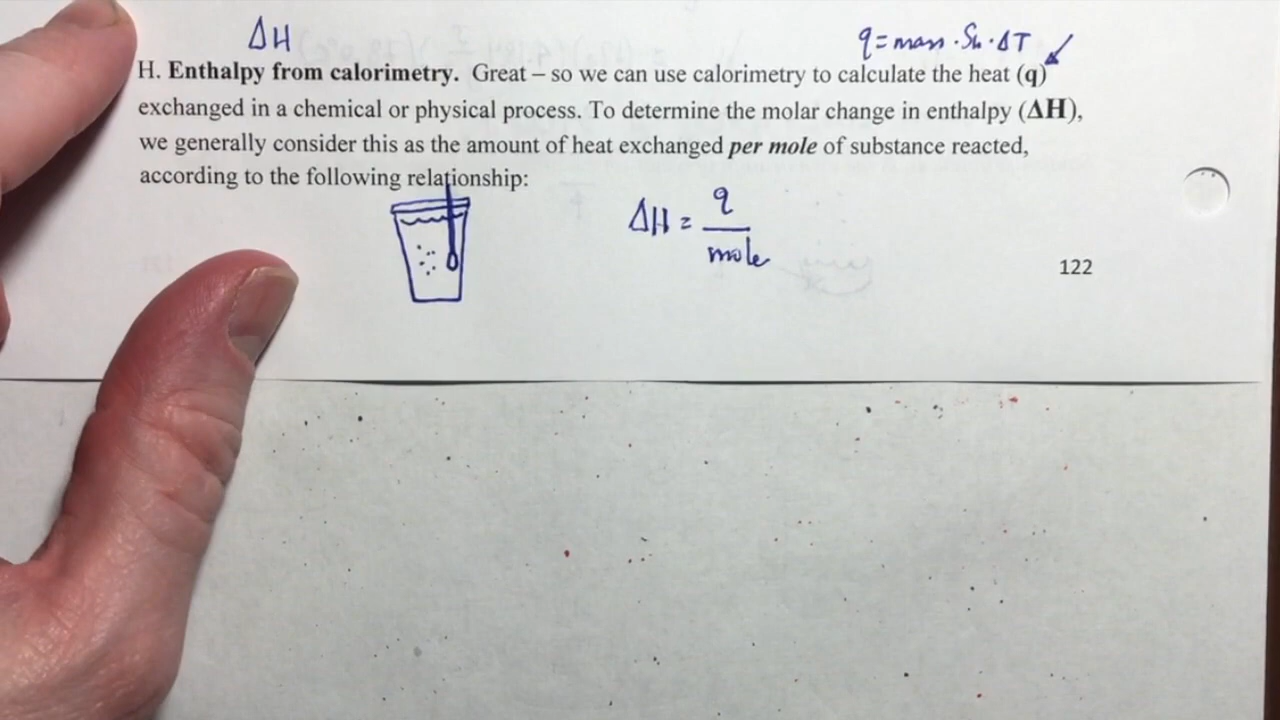 ΔH
q = mass · Sh · ΔT
H. Enthalpy from calorimetry. Great – so we can use calorimetry to calculate the heat (q)
exchanged in a chemical or physical process. To determine the molar change in enthalpy (ΔH),
we generally consider this as the amount of heat exchanged per mole of substance reacted,
according to the following relationship:
ΔH = q
mole
122